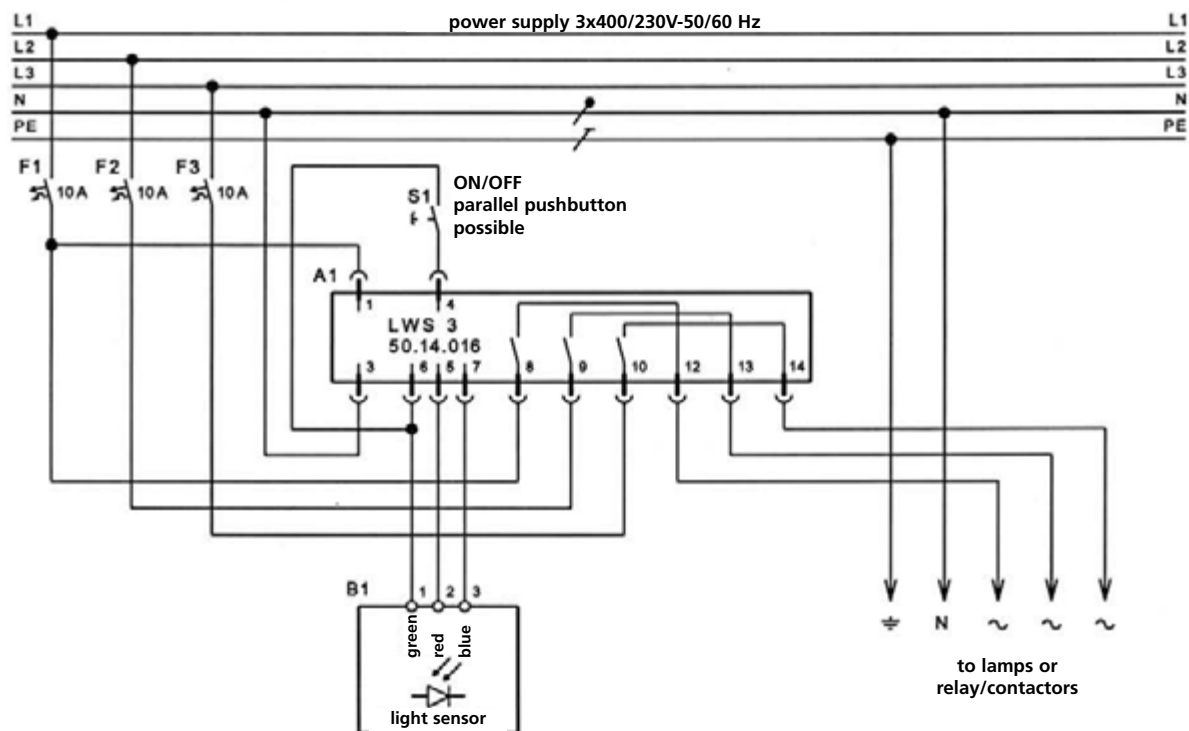 power supply 3x400/230V-50/60 Hz
L1 L1
L2 L2
L3 L3
N N
PE PE
F1 F2 F3
10A 10A 10A
S1
ON/OFF
parallel pushbutton
possible
A1
1 4
LWS 3
50.14.016
3 6 5 7 8 9 10 12 13 14
B1 1 2 3
green
red
blue
light sensor
N ~ ~ ~
to lamps or
relay/contactors